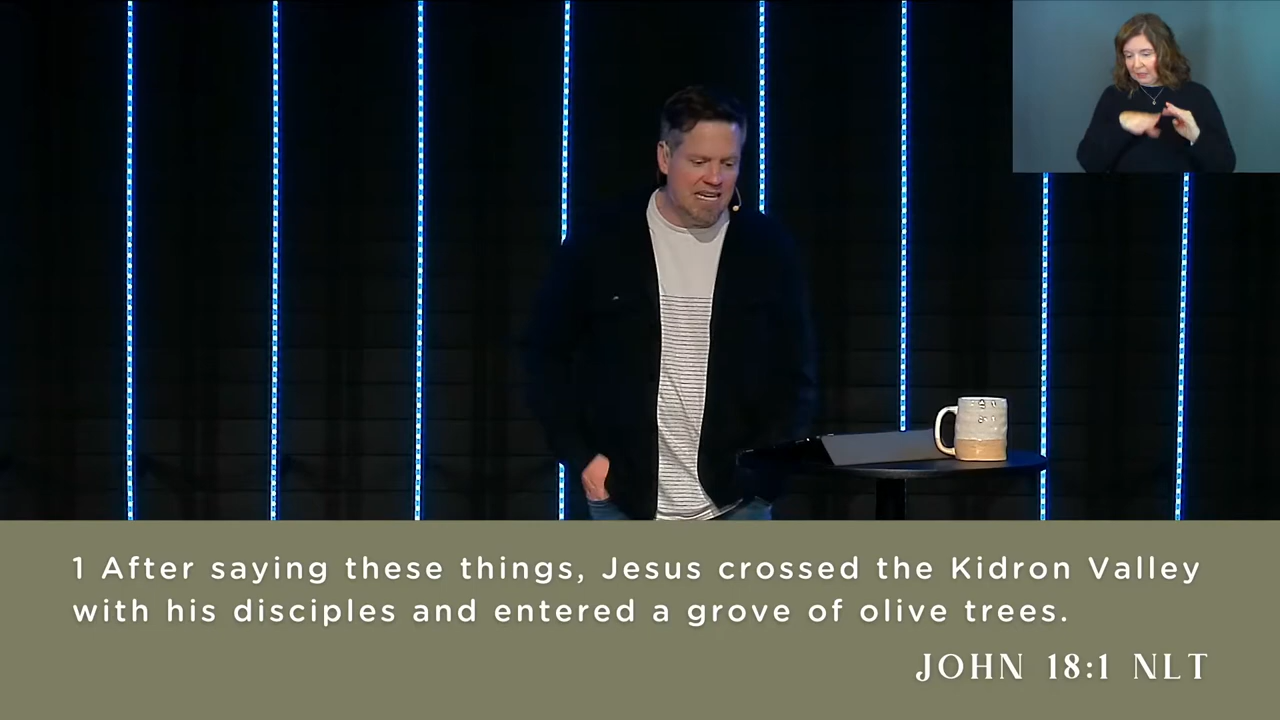 1 After saying these things, Jesus crossed the Kidron Valley
with his disciples and entered a grove of olive trees.
JOHN 18:1 NLT